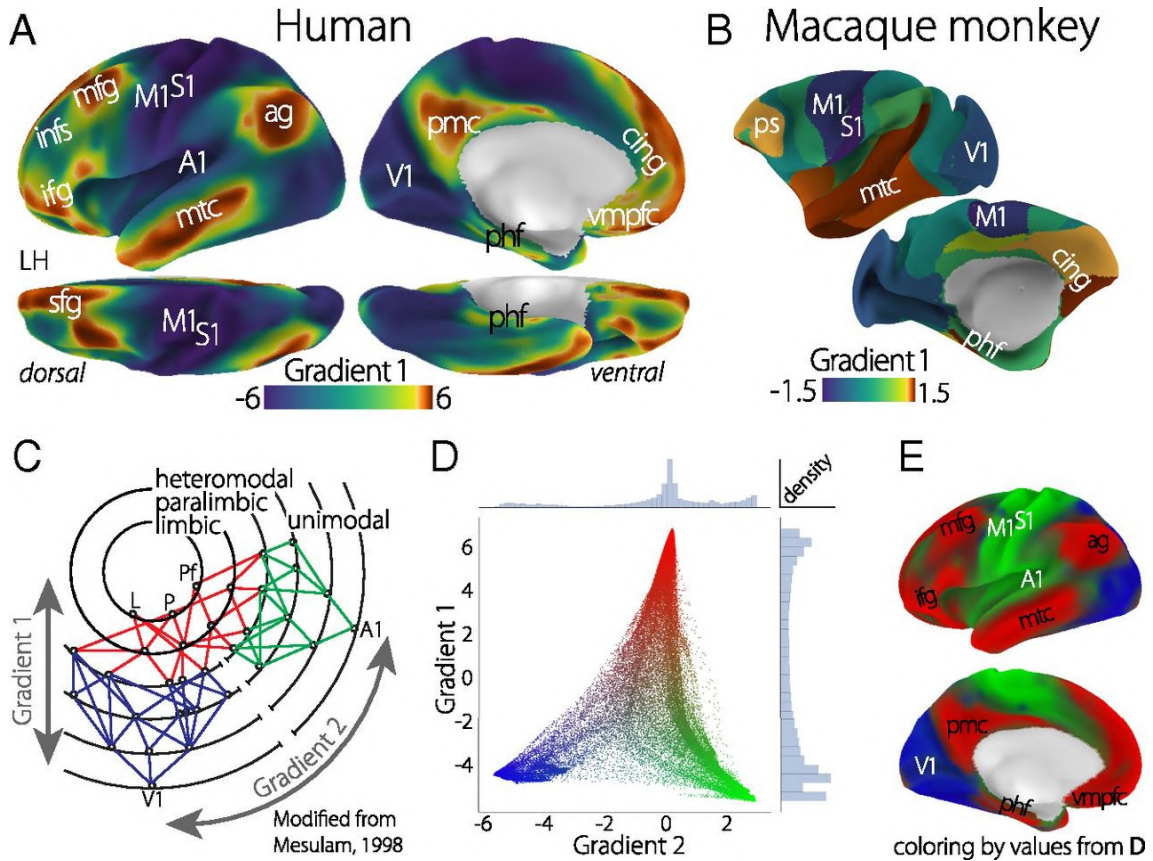 A
Human
mfg
M1 S1
ag
infs
A1
ifg
mtc
LH
pmc
cing
V1
vmpfc
phf
sfg
M1 S1
dorsal
phf
ventral
Gradient 1
-6
6
B
Macaque monkey
ps
M1
S1
V1
mtc
M1
cing
phf
Gradient 1
-1.5
1.5
C
heteromodal
paralimbic
limbic
unimodal
Pf
L
P
A1
V1
Gradient 1
Gradient 2
Modified from
Mesulam, 1998
D
density
Gradient 1
6
4
2
0
-2
-4
-6
-4
-2
0
2
Gradient 2
E
mfg
M1 S1
ag
A1
ifg
mtc
pmc
V1
phf
vmpfc
coloring by values from D